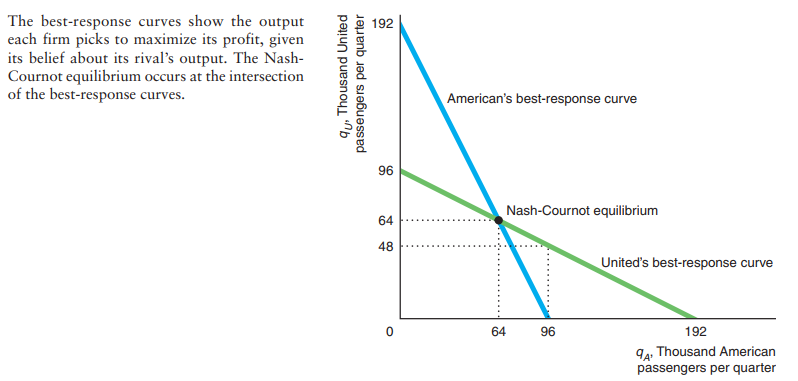 The best-response curves show the output
each firm picks to maximize its profit, given
its belief about its rival's output. The Nash-
Cournot equilibrium occurs at the intersection
of the best-response curves.
qU, Thousand United
passengers per quarter
192
American's best-response curve
96
Nash-Cournot equilibrium
64
48
United's best-response curve
0
64
96
192
qA, Thousand American
passengers per quarter